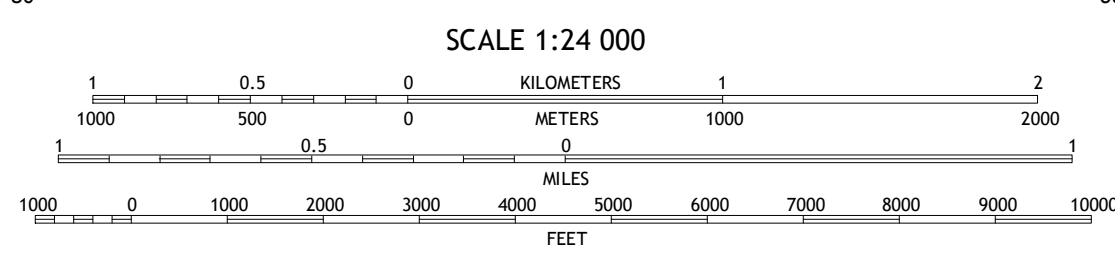 SCALE 1:24 000
1 0.5 0 KILOMETERS 1 2
1000 500 0 METERS 1000 2000
1 0.5 0 1
MILES
1000 0 1000 2000 3000 4000 5000 6000 7000 8000 9000 10000
FEET